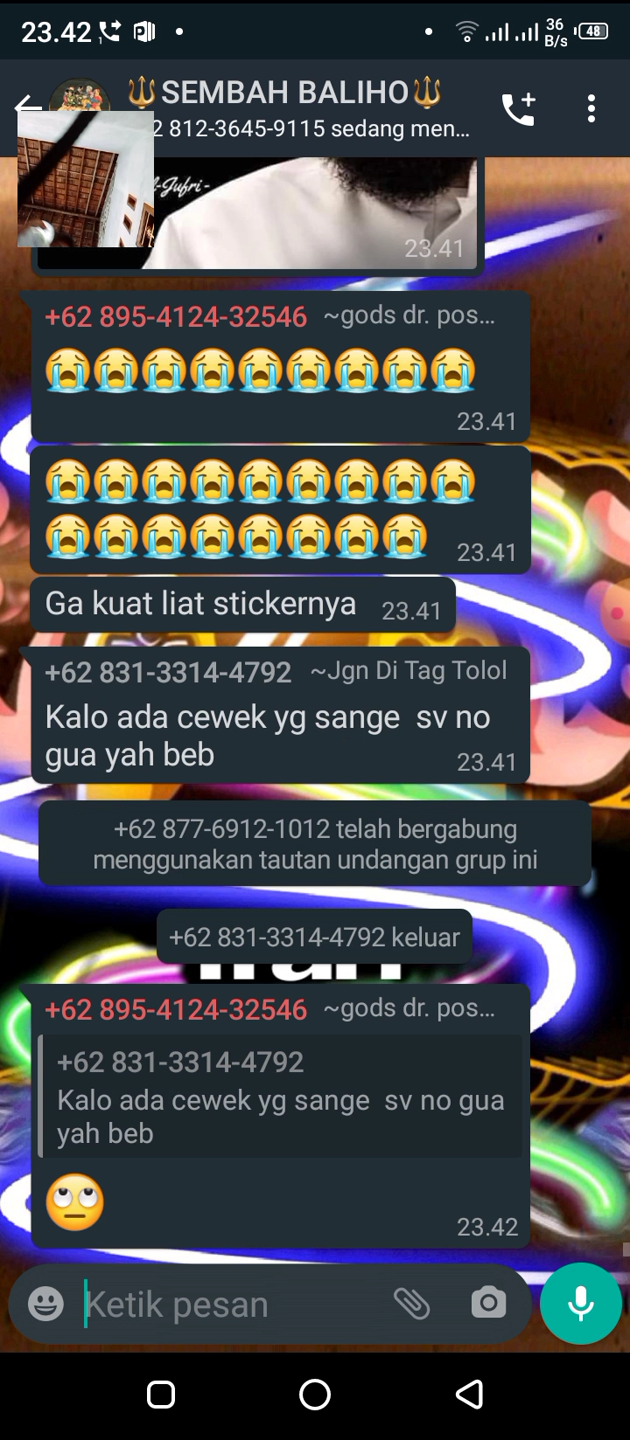 23.42
36
B/s
48
🔱SEMBAH BALIHO🔱
2 812-3645-9115 sedang men...
-Jufri-
23.41
+62 895-4124-32546 ~gods dr. pos...
😭😭😭😭😭😭😭😭😭
23.41
😭😭😭😭😭😭😭😭😭
😭😭😭😭😭😭😭😭 23.41
Ga kuat liat stickernya 23.41
+62 831-3314-4792 ~Jgn Di Tag Tolol
Kalo ada cewek yg sange sv no
gua yah beb 23.41
+62 877-6912-1012 telah bergabung
menggunakan tautan undangan grup ini
+62 831-3314-4792 keluar
+62 895-4124-32546 ~gods dr. pos...
+62 831-3314-4792
Kalo ada cewek yg sange sv no gua
yah beb
🙄
23.42
Ketik pesan